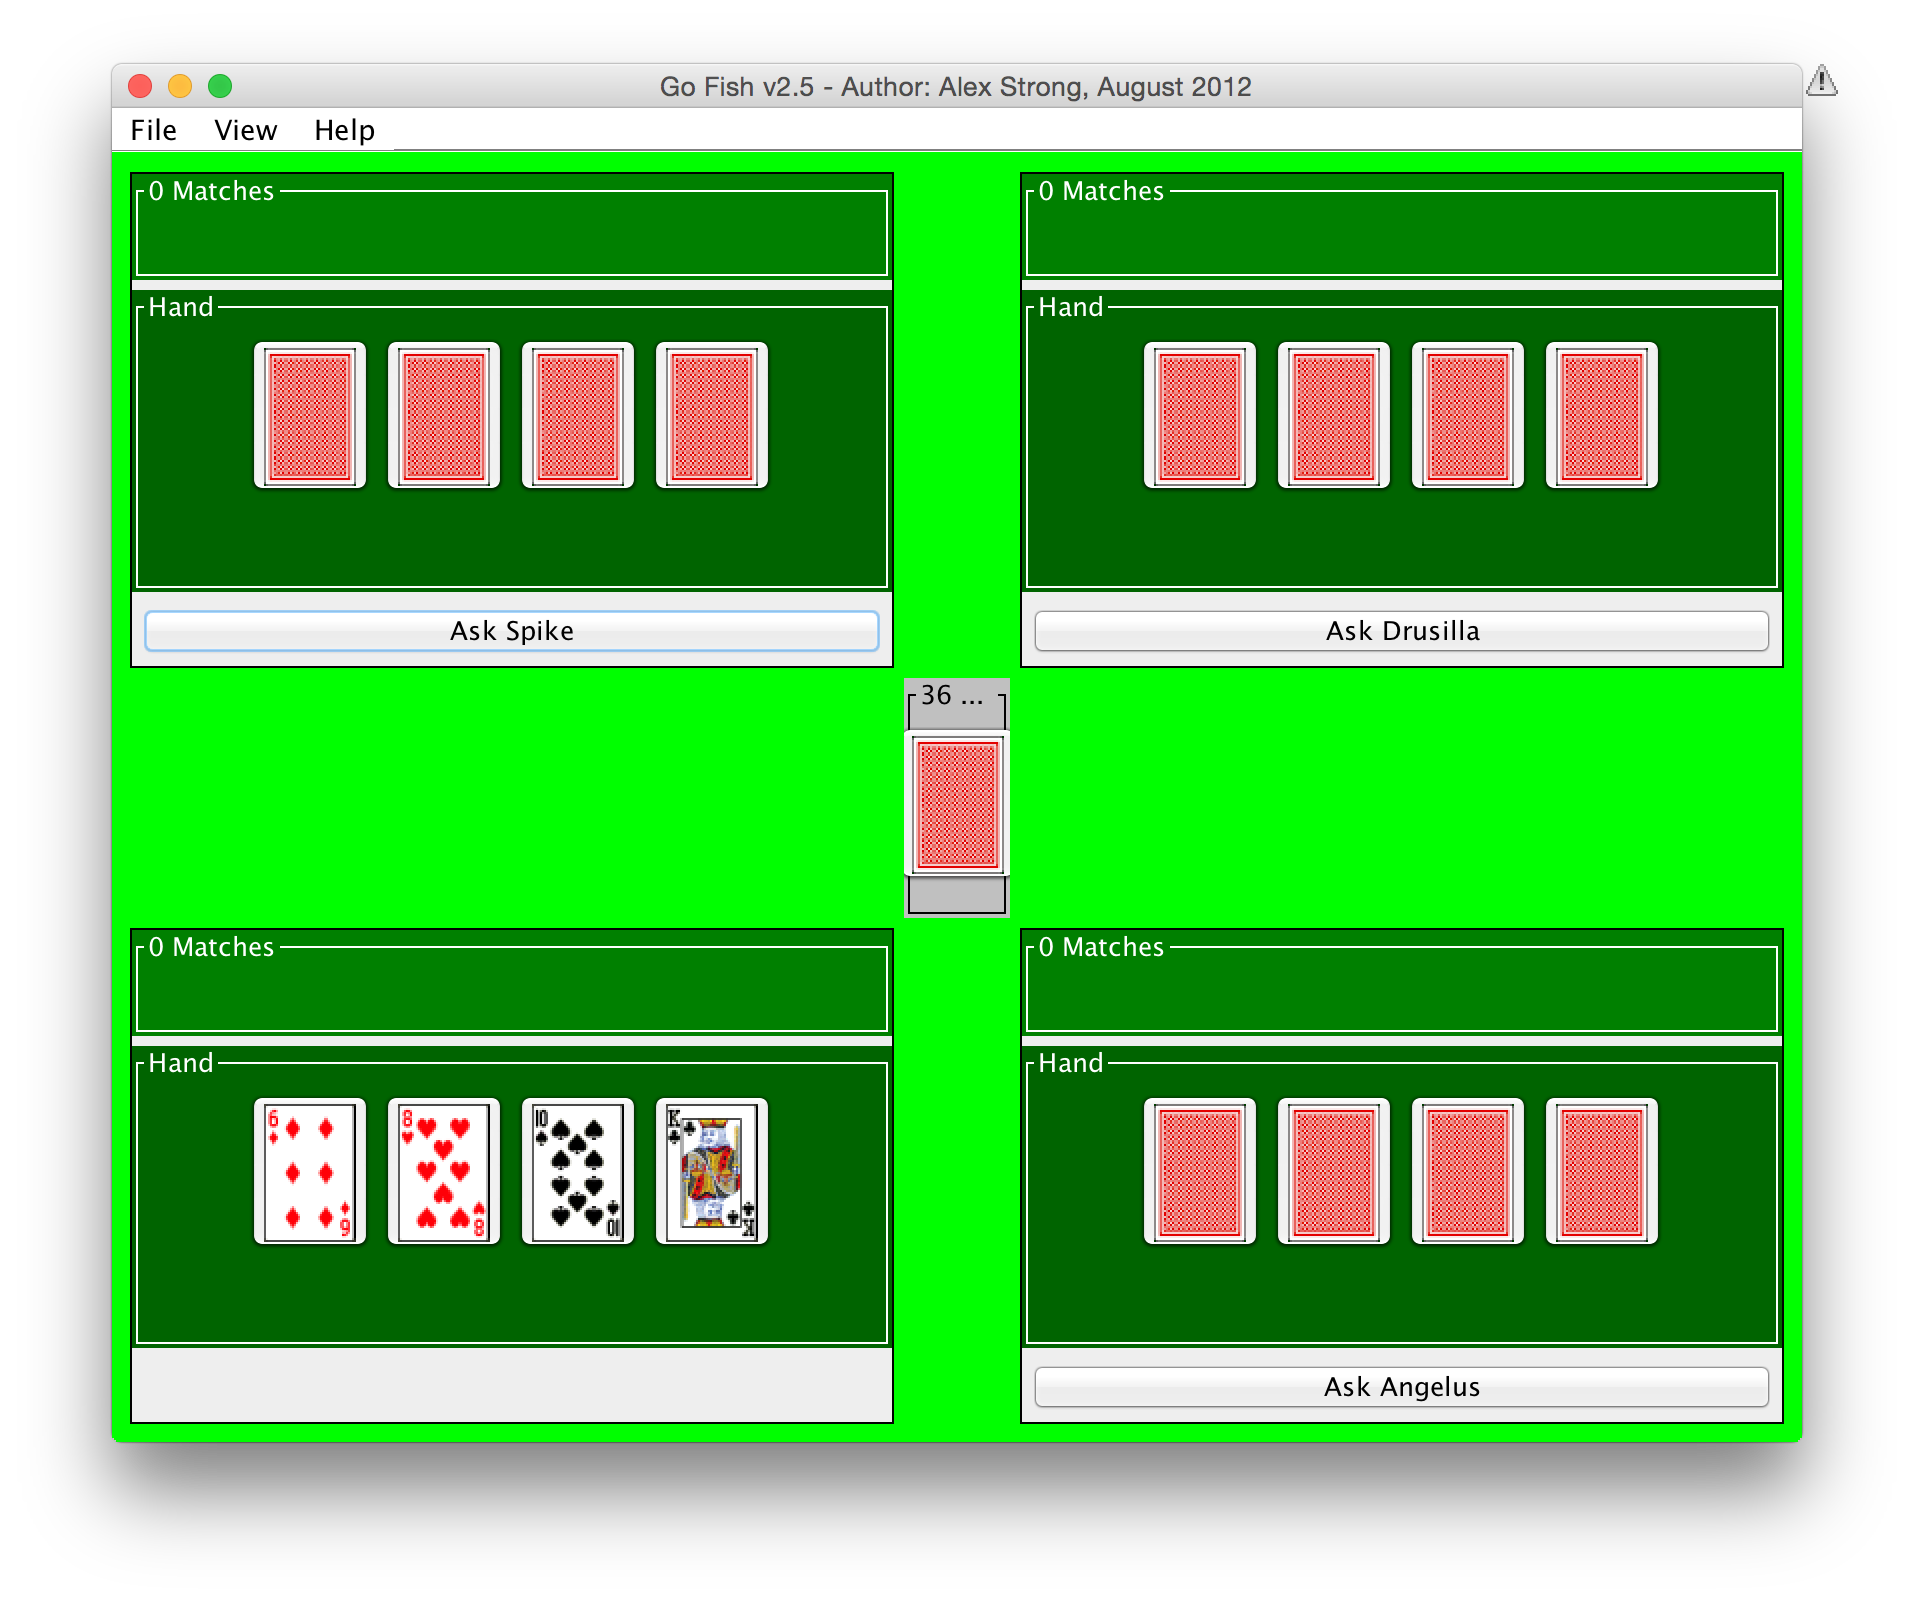 Go Fish v2.5 - Author: Alex Strong, August 2012
File View Help
0 Matches
0 Matches
Hand
Hand
Ask Spike
Ask Drusilla
36 ...
0 Matches
0 Matches
Hand
Hand
6 8 10 K
6 8 10 K
Ask Angelus